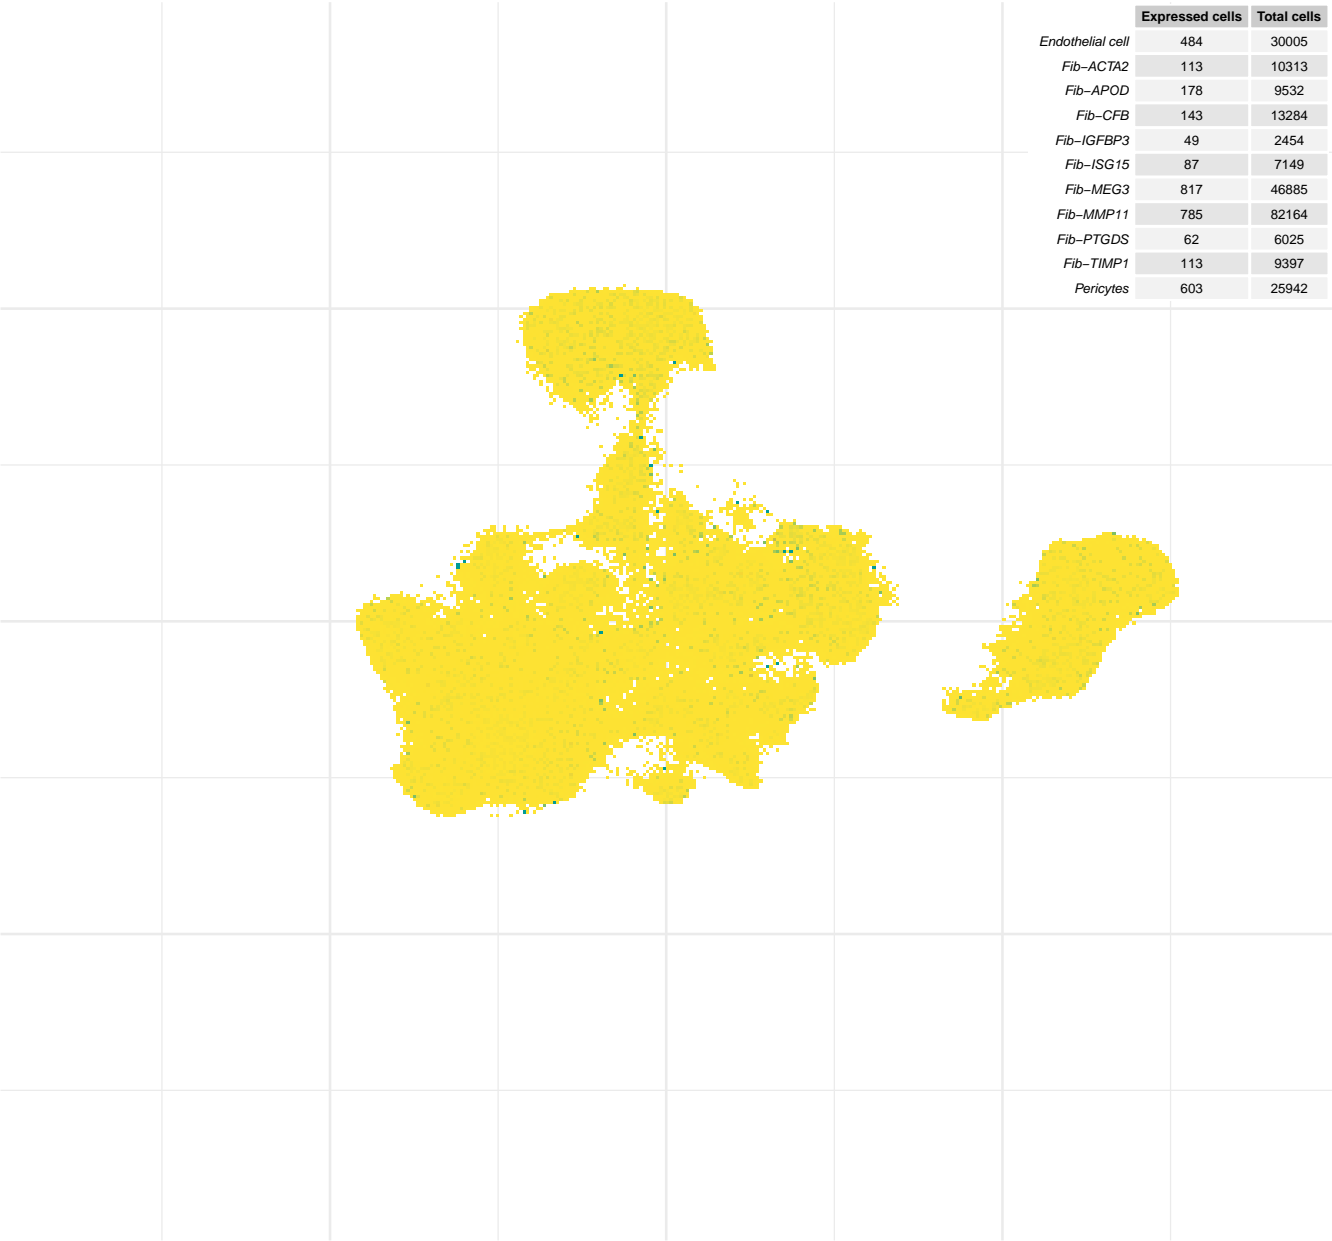 Expressed cells Total cells
Endothelial cell 484 30005
Fib−ACTA2 113 10313
Fib−APOD 178 9532
Fib−CFB 143 13284
Fib−IGFBP3 49 2454
Fib−ISG15 87 7149
Fib−MEG3 817 46885
Fib−MMP11 785 82164
Fib−PTGDS 62 6025
Fib−TIMP1 113 9397
Pericytes 603 25942